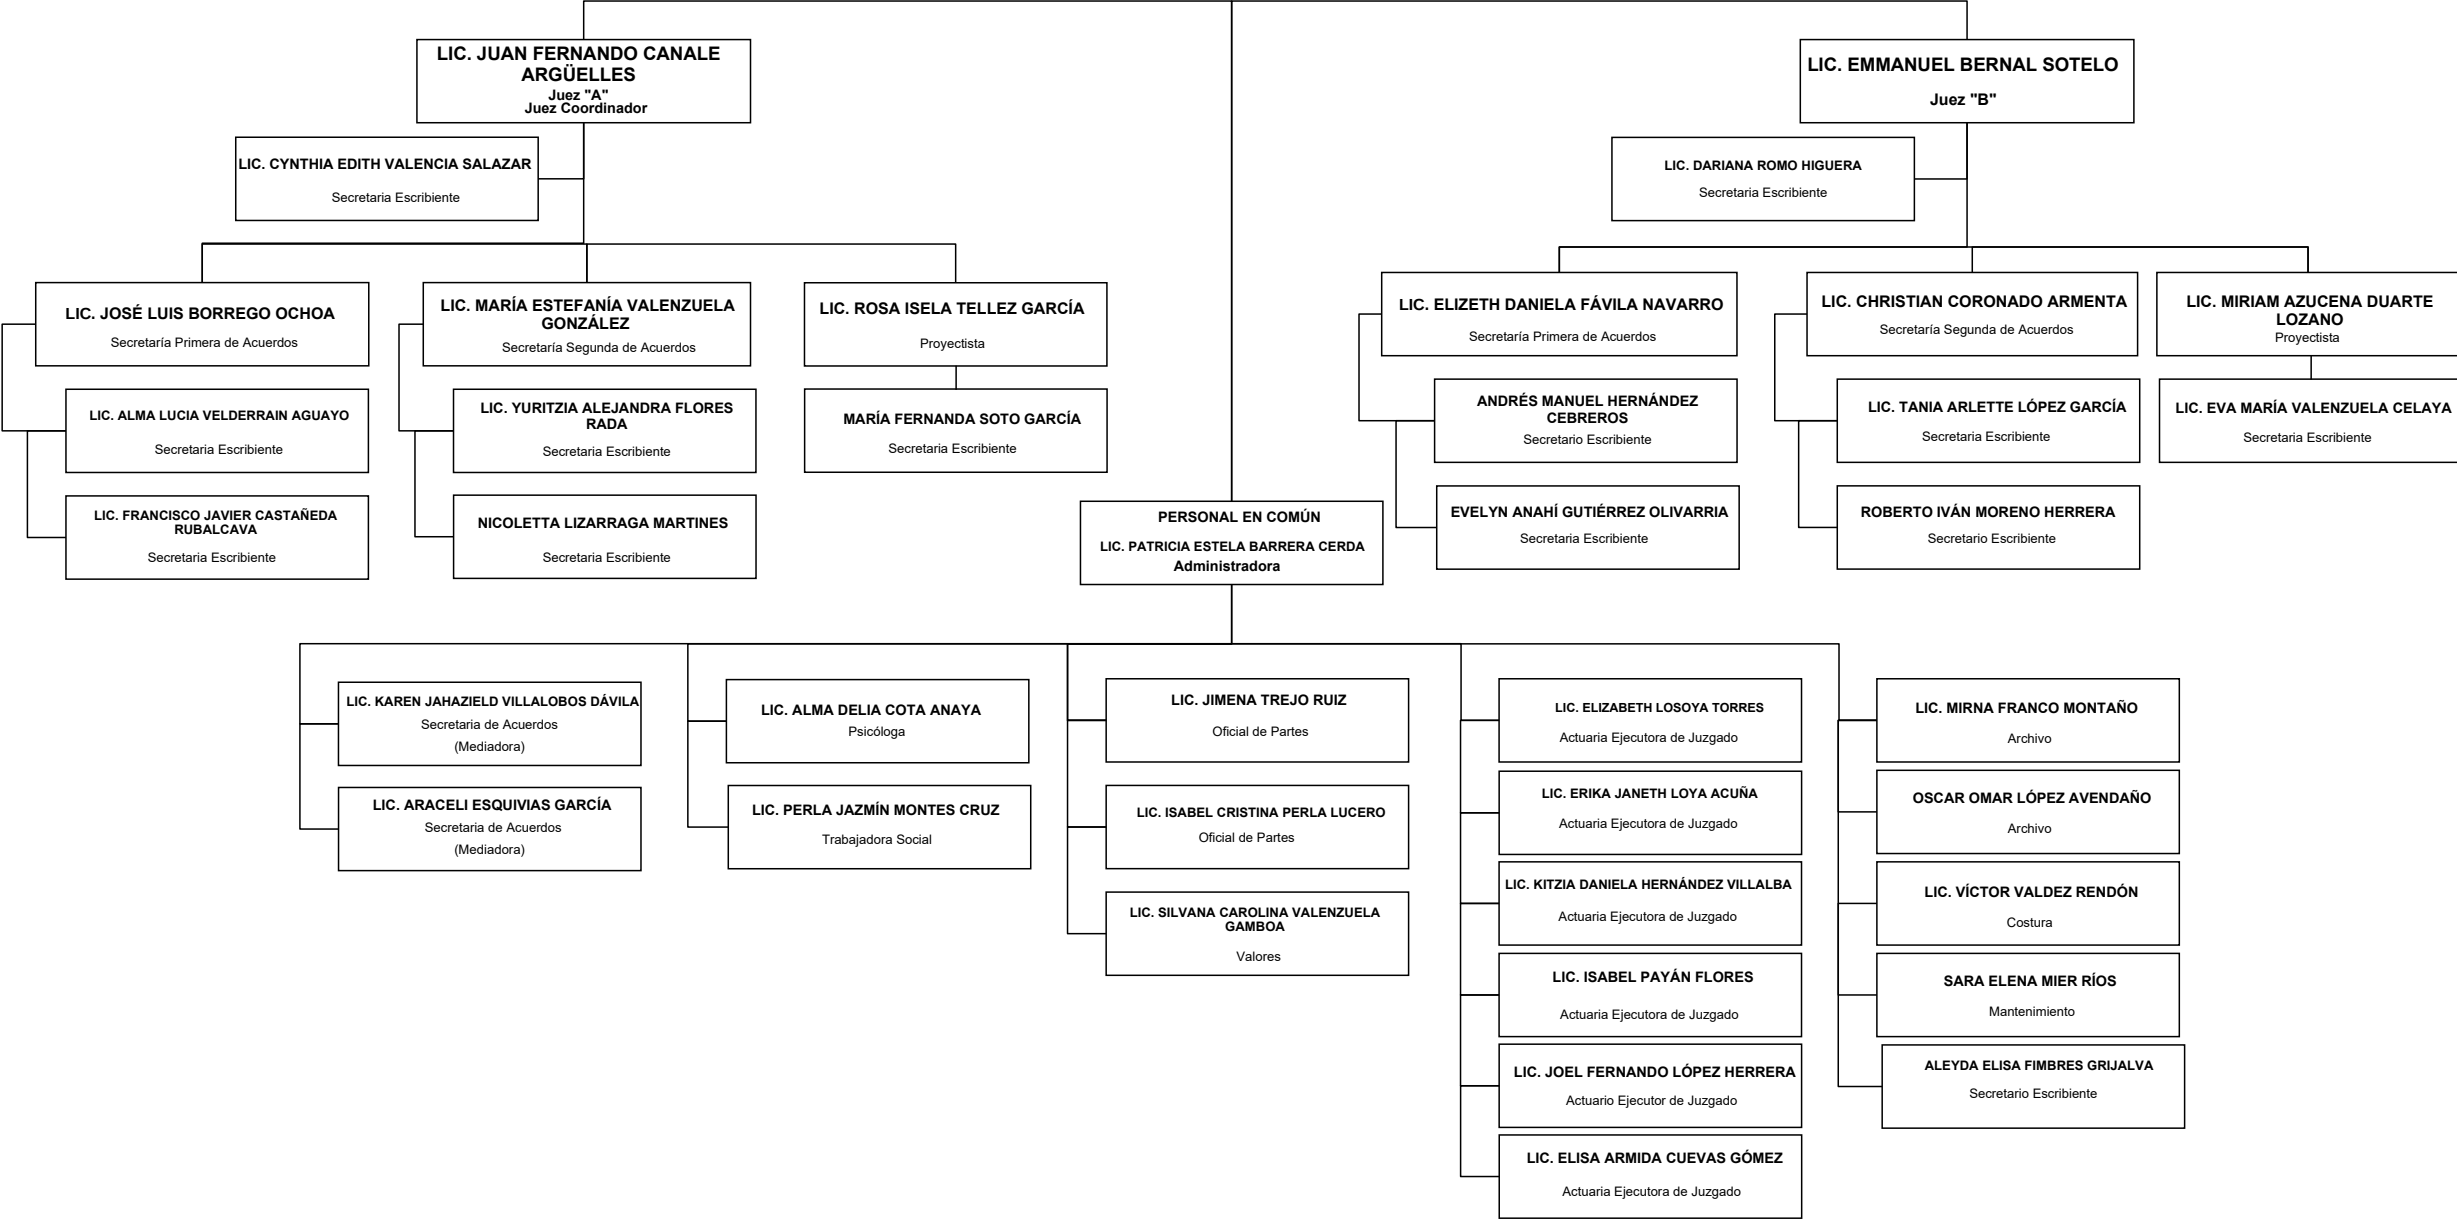 LIC. JUAN FERNANDO CANALE
ARGÜELLES
Juez "A"
Juez Coordinador
LIC. EMMANUEL BERNAL SOTELO
Juez "B"
LIC. CYNTHIA EDITH VALENCIA SALAZAR
Secretaria Escribiente
LIC. DARIANA ROMO HIGUERA
Secretaria Escribiente
LIC. JOSÉ LUIS BORREGO OCHOA
Secretaría Primera de Acuerdos
LIC. MARÍA ESTEFANÍA VALENZUELA
GONZÁLEZ
Secretaría Segunda de Acuerdos
LIC. ROSA ISELA TELLEZ GARCÍA
Proyectista
LIC. ELIZETH DANIELA FÁVILA NAVARRO
Secretaría Primera de Acuerdos
LIC. CHRISTIAN CORONADO ARMENTA
Secretaría Segunda de Acuerdos
LIC. MIRIAM AZUCENA DUARTE
LOZANO
Proyectista
LIC. ALMA LUCIA VELDERRAIN AGUAYO
Secretaria Escribiente
LIC. YURITZIA ALEJANDRA FLORES
RADA
Secretaria Escribiente
MARÍA FERNANDA SOTO GARCÍA
Secretaria Escribiente
ANDRÉS MANUEL HERNÁNDEZ
CEBREROS
Secretario Escribiente
LIC. TANIA ARLETTE LÓPEZ GARCÍA
Secretaria Escribiente
LIC. EVA MARÍA VALENZUELA CELAYA
Secretaria Escribiente
LIC. FRANCISCO JAVIER CASTAÑEDA
RUBALCAVA
Secretaria Escribiente
NICOLETTA LIZARRAGA MARTINES
Secretaria Escribiente
PERSONAL EN COMÚN
LIC. PATRICIA ESTELA BARRERA CERDA
Administradora
EVELYN ANAHÍ GUTIÉRREZ OLIVARRIA
Secretaria Escribiente
ROBERTO IVÁN MORENO HERRERA
Secretario Escribiente
LIC. KAREN JAHAZIELD VILLALOBOS DÁVILA
Secretaria de Acuerdos
(Mediadora)
LIC. ARACELI ESQUIVIAS GARCÍA
Secretaria de Acuerdos
(Mediadora)
LIC. ALMA DELIA COTA ANAYA
Psicóloga
LIC. PERLA JAZMÍN MONTES CRUZ
Trabajadora Social
LIC. JIMENA TREJO RUIZ
Oficial de Partes
LIC. ISABEL CRISTINA PERLA LUCERO
Oficial de Partes
LIC. SILVANA CAROLINA VALENZUELA
GAMBOA
Valores
LIC. ELIZABETH LOSOYA TORRES
Actuaria Ejecutora de Juzgado
LIC. ERIKA JANETH LOYA ACUÑA
Actuaria Ejecutora de Juzgado
LIC. KITZIA DANIELA HERNÁNDEZ VILLALBA
Actuaria Ejecutora de Juzgado
LIC. ISABEL PAYÁN FLORES
Actuaria Ejecutora de Juzgado
LIC. JOEL FERNANDO LÓPEZ HERRERA
Actuario Ejecutor de Juzgado
LIC. ELISA ARMIDA CUEVAS GÓMEZ
Actuaria Ejecutora de Juzgado
LIC. MIRNA FRANCO MONTAÑO
Archivo
OSCAR OMAR LÓPEZ AVENDAÑO
Archivo
LIC. VÍCTOR VALDEZ RENDÓN
Costura
SARA ELENA MIER RÍOS
Mantenimiento
ALEYDA ELISA FIMBRES GRIJALVA
Secretario Escribiente